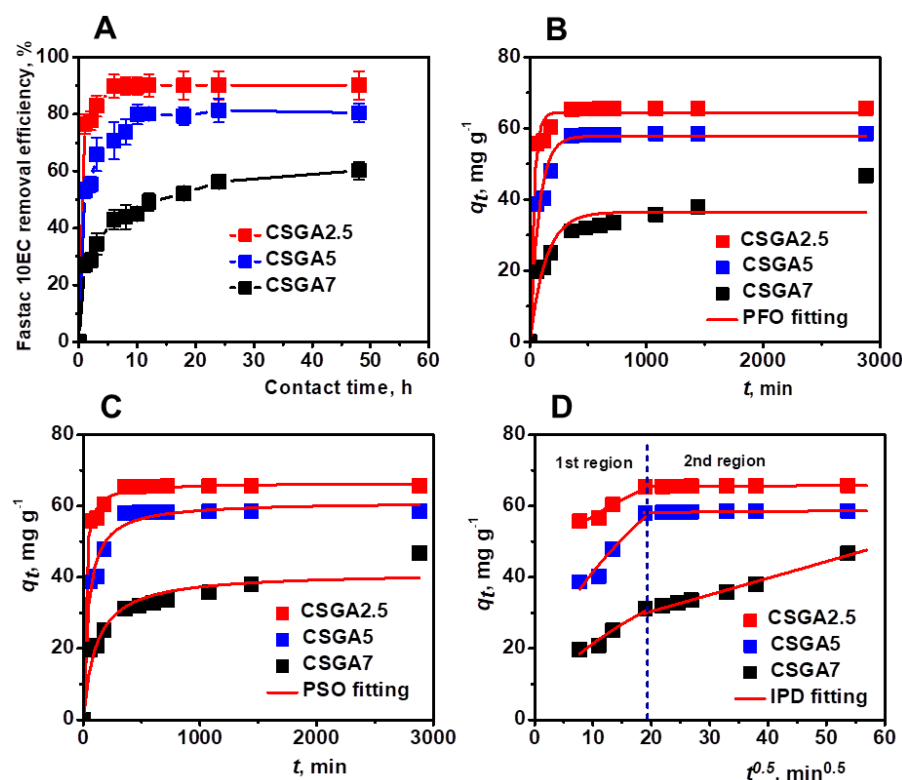 A
Fastac 10EC removal efficiency, %
100
80
60
40
20
0
CSGA2.5
CSGA5
CSGA7
0 10 20 30 40 50 60
Contact time, h
B
qt, mg g-1
80
60
40
20
0
CSGA2.5
CSGA5
CSGA7
PFO fitting
0 1000 2000 3000
t, min
C
qt, mg g-1
80
60
40
20
0
CSGA2.5
CSGA5
CSGA7
PSO fitting
0 1000 2000 3000
t, min
D
qt, mg g-1
80
60
40
20
0
1st region 2nd region
CSGA2.5
CSGA5
CSGA7
IPD fitting
0 10 20 30 40 50 60
t0.5, min0.5